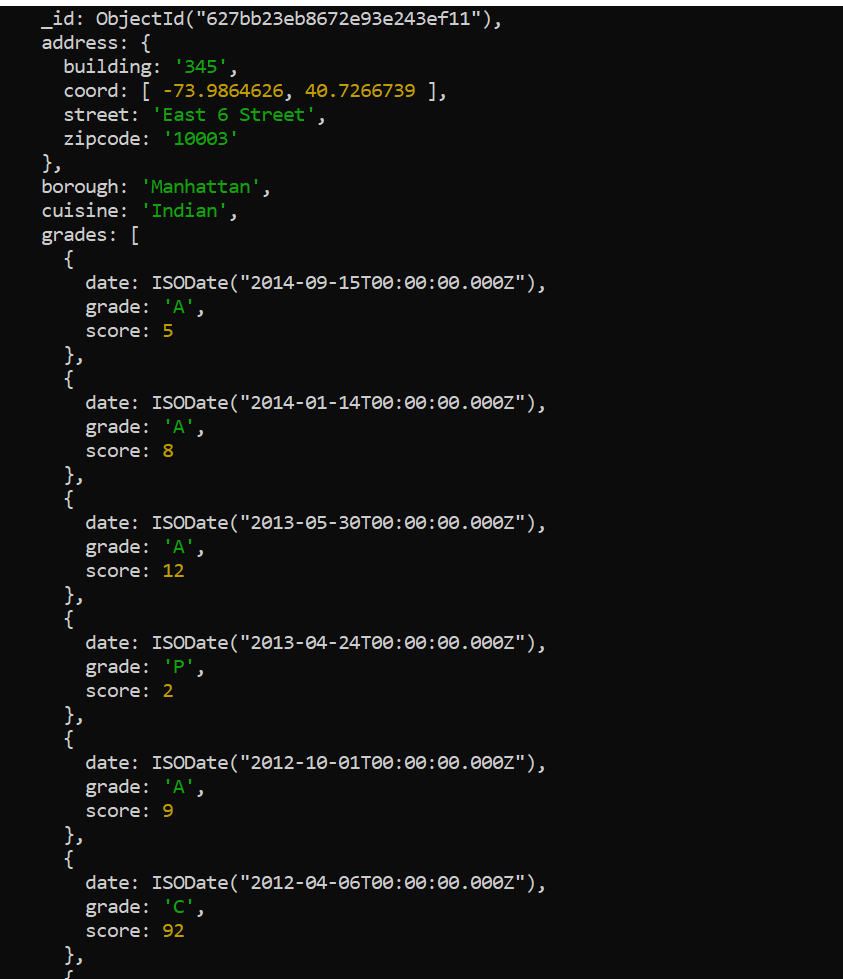 _id: ObjectId("627bb23eb8672e93e243ef11"),
address: {
building: '345',
coord: [ -73.9864626, 40.7266739 ],
street: 'East 6 Street',
zipcode: '10003'
},
borough: 'Manhattan',
cuisine: 'Indian',
grades: [
{
date: ISODate("2014-09-15T00:00:00.000Z"),
grade: 'A',
score: 5
},
{
date: ISODate("2014-01-14T00:00:00.000Z"),
grade: 'A',
score: 8
},
{
date: ISODate("2013-05-30T00:00:00.000Z"),
grade: 'A',
score: 12
},
{
date: ISODate("2013-04-24T00:00:00.000Z"),
grade: 'P',
score: 2
},
{
date: ISODate("2012-10-01T00:00:00.000Z"),
grade: 'A',
score: 9
},
{
date: ISODate("2012-04-06T00:00:00.000Z"),
grade: 'C',
score: 92
},
{